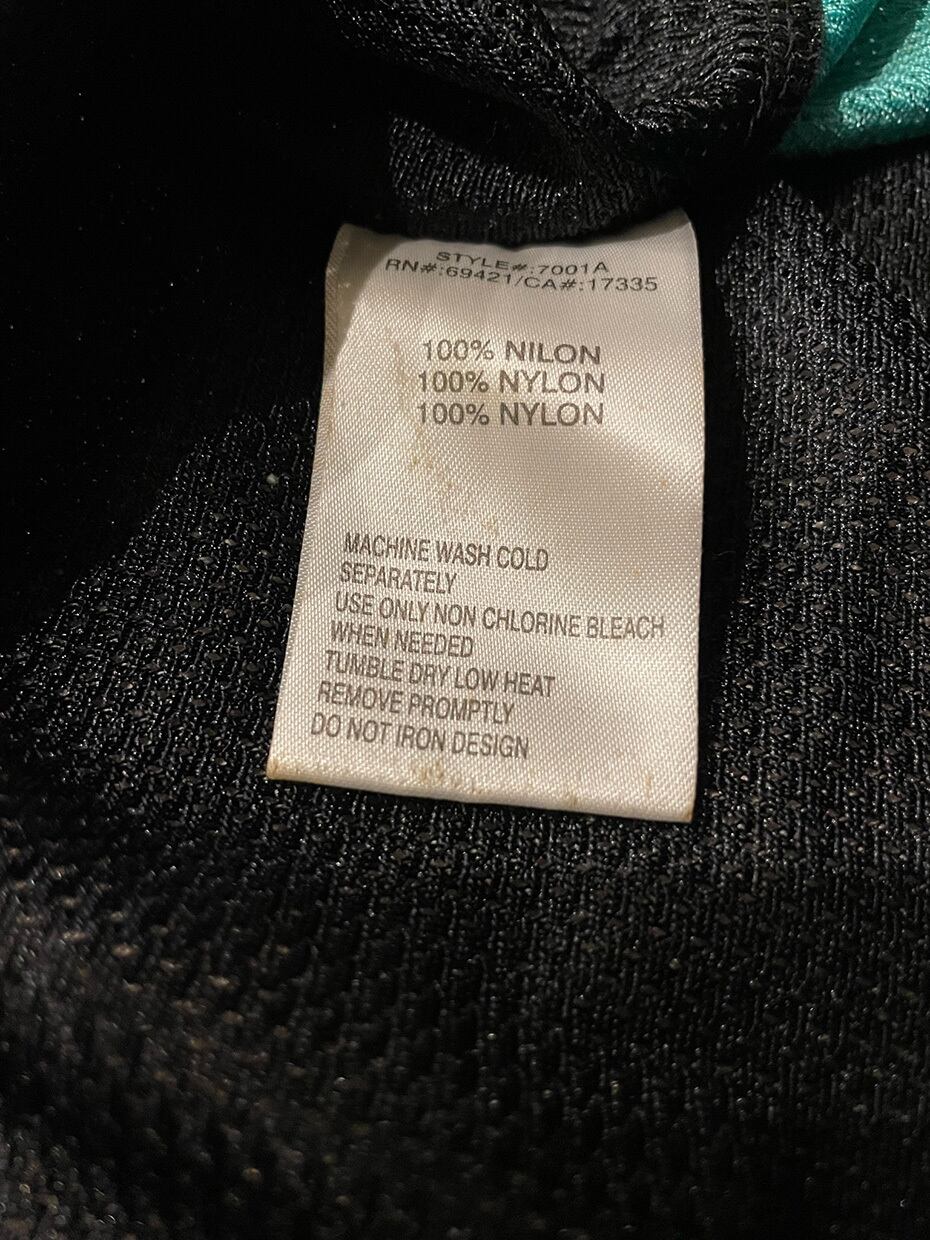 STYLE#:7001A
RN#:69421/CA#:17335
100% NILON
100% NYLON
100% NYLON
MACHINE WASH COLD
SEPARATELY
USE ONLY NON CHLORINE BLEACH
WHEN NEEDED
TUMBLE DRY LOW HEAT
REMOVE PROMPTLY
DO NOT IRON DESIGN